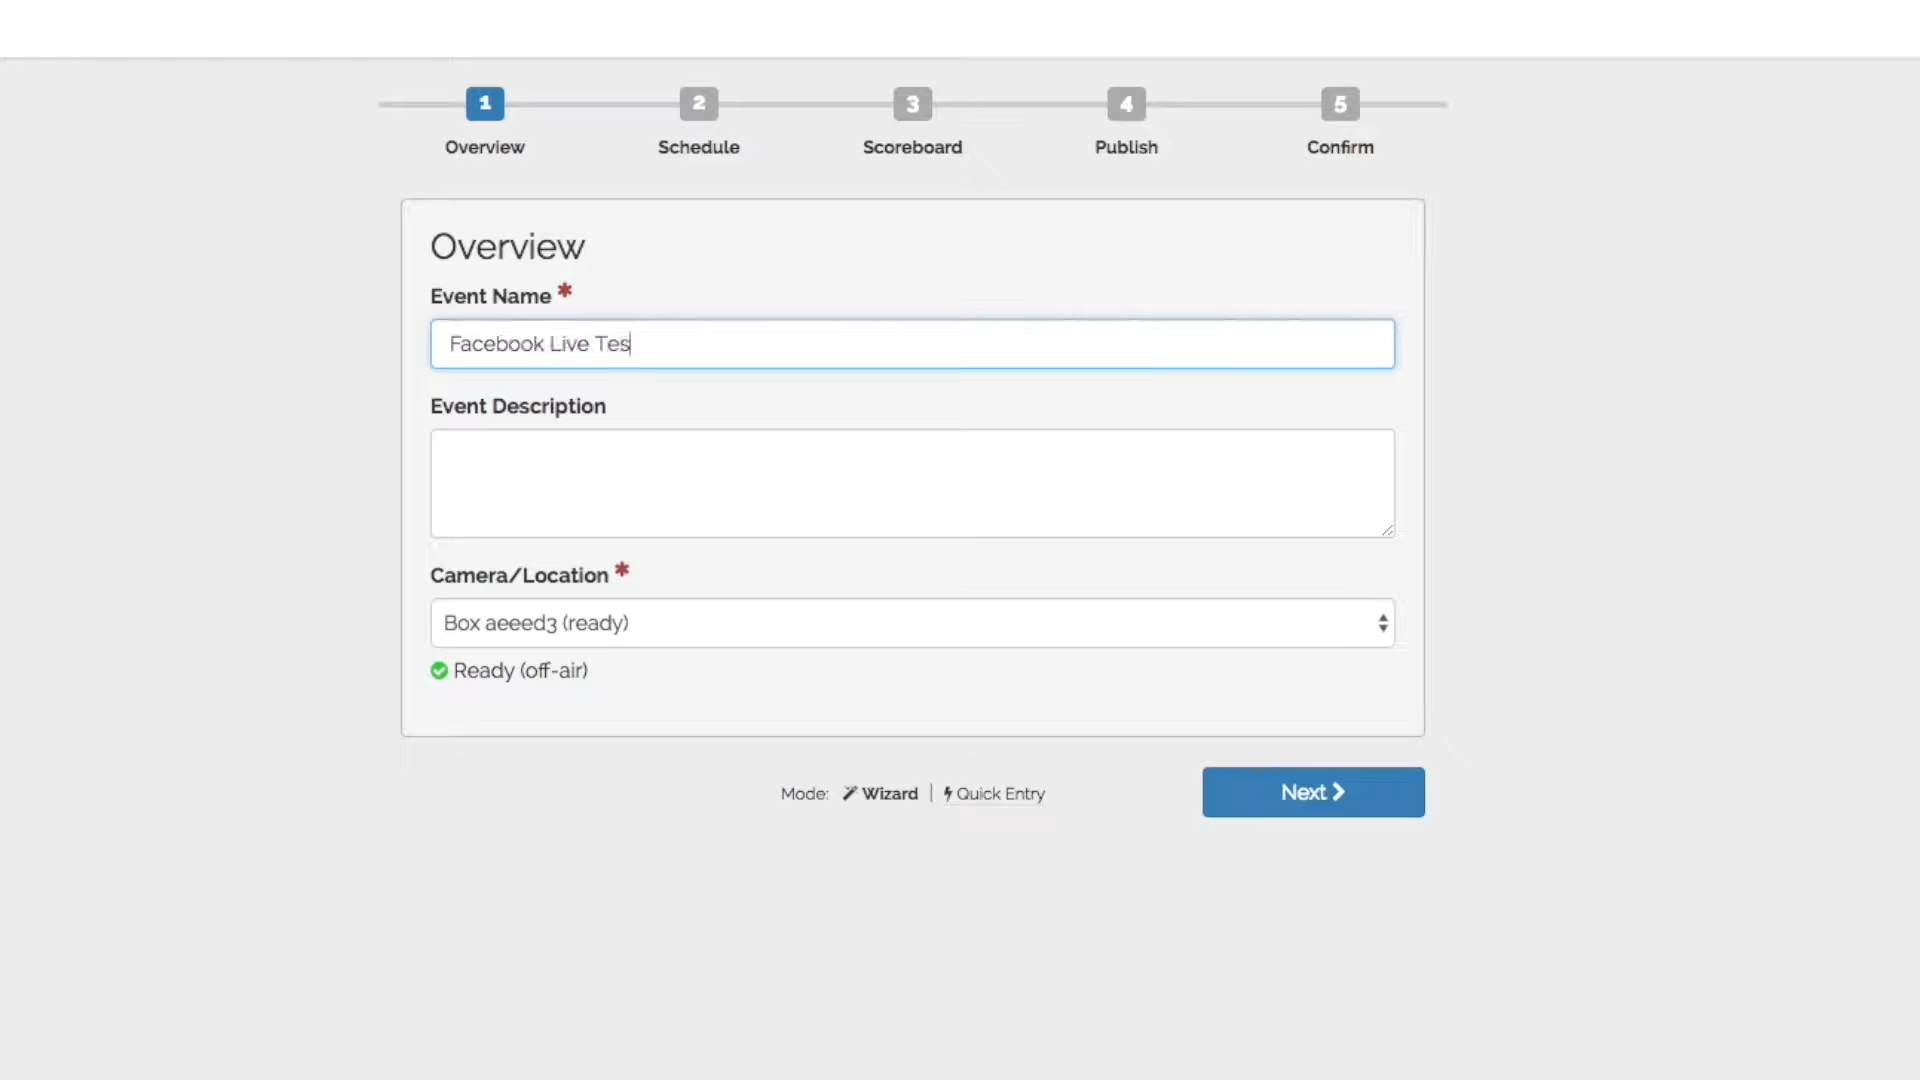 1 2 3 4 5
Overview Schedule Scoreboard Publish Confirm
Overview
Event Name *
Facebook Live Tes
Event Description
Camera/Location *
Box aeeed3 (ready)
Ready (off-air)
Mode: Wizard | Quick Entry
Next